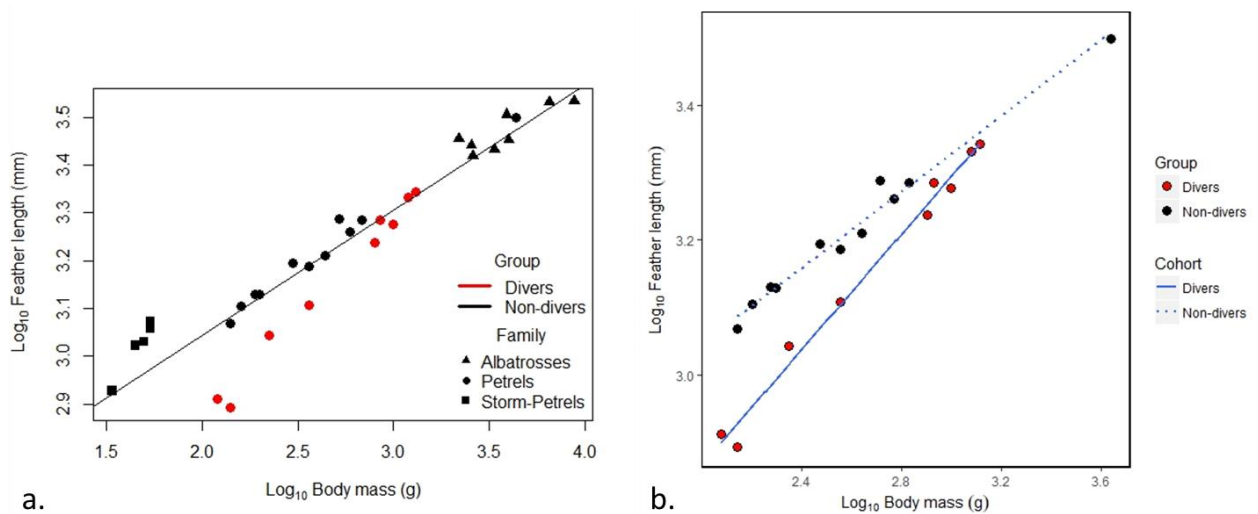 Log10 Feather length (mm)
3.5
3.4
3.3
3.2
3.1
3.0
2.9
Group
Divers
Non-divers
Family
Albatrosses
Petrels
Storm-Petrels
1.5 2.0 2.5 3.0 3.5 4.0
Log10 Body mass (g)
a.
Log10 Feather length (mm)
3.4
3.2
3.0
2.4 2.8 3.2 3.6
Log10 Body mass (g)
b.
Group
Divers
Non-divers
Cohort
Divers
Non-divers